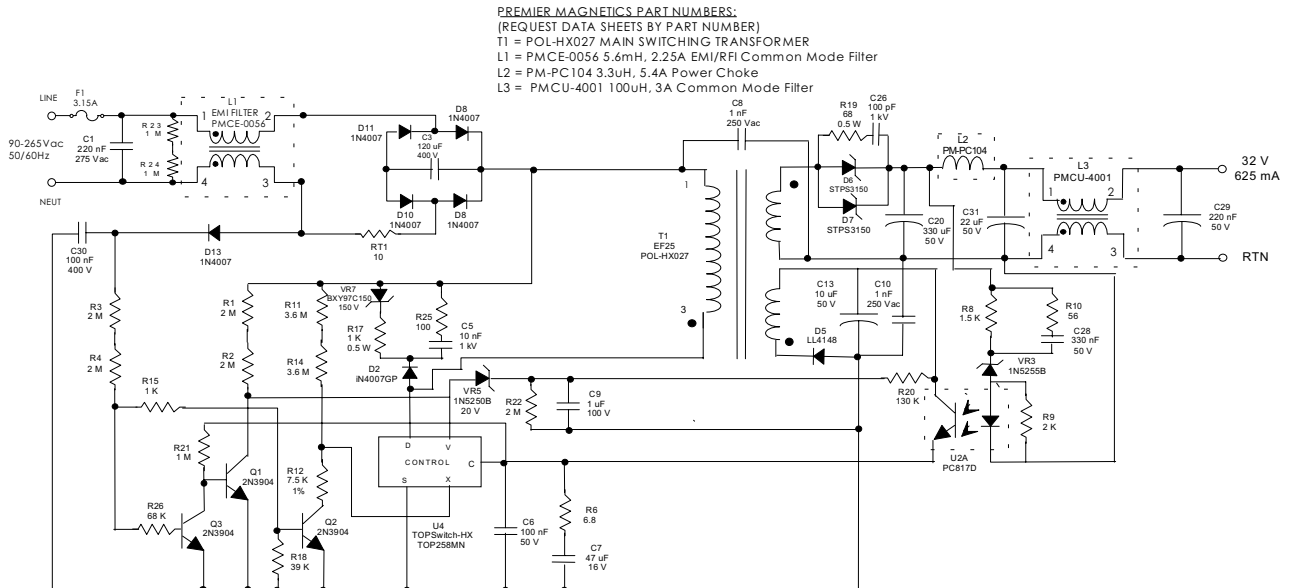 PREMIER MAGNETICS PART NUMBERS:
(REQUEST DATA SHEETS BY PART NUMBER)
T1 = POL-HX027 MAIN SWITCHING TRANSFORMER
L1 = PMCE-0056 5.6mH, 2.25A EMI/RFI Common Mode Filter
L2 = PM-PC104 3.3uH, 5.4A Power Choke
L3 = PMCU-4001 100uH, 3A Common Mode Filter
LINE
F1
3.15A
90-265Vac
50/60Hz
NEUT
C1
220 nF
275 Vac
R23
1 M
R24
1 M
L1
EMI FILTER
PMCE-0056
1
2
4
3
D11
1N4007
D8
1N4007
C3
120 uF
400 V
D10
1N4007
D8
1N4007
RT1
10
C30
100 nF
400 V
D13
1N4007
R3
2 M
R4
2 M
R15
1 K
R1
2 M
R2
2 M
R11
3.6 M
R14
3.6 M
VR7
BXY97C150
150 V
R17
1 K
0.5 W
R25
100
C5
10 nF
1 kV
D2
iN4007GP
VR5
1N5250B
20 V
R22
2 M
C9
1 uF
100 V
T1
EF25
POL-HX027
1
3
C8
1 nF
250 Vac
R19
68
0.5 W
C26
100 pF
1 kV
D6
STPS3150
D7
STPS3150
C20
330 uF
50 V
L2
PM-PC104
C31
22 uF
50 V
L3
PMCU-4001
1
2
4
3
C29
220 nF
50 V
32 V
625 mA
RTN
C13
10 uF
50 V
D5
LL4148
C10
1 nF
250 Vac
R8
1.5 K
R10
56
C28
330 nF
50 V
VR3
1N5255B
R9
2 K
R20
130 K
U2A
PC817D
R21
1 M
Q1
2N3904
R26
68 K
Q3
2N3904
R18
39 K
Q2
2N3904
R12
7.5 K
1%
D
V
CONTROL
C
S
X
U4
TOPSwitch-HX
TOP258MN
C6
100 nF
50 V
R6
6.8
C7
47 uF
16 V